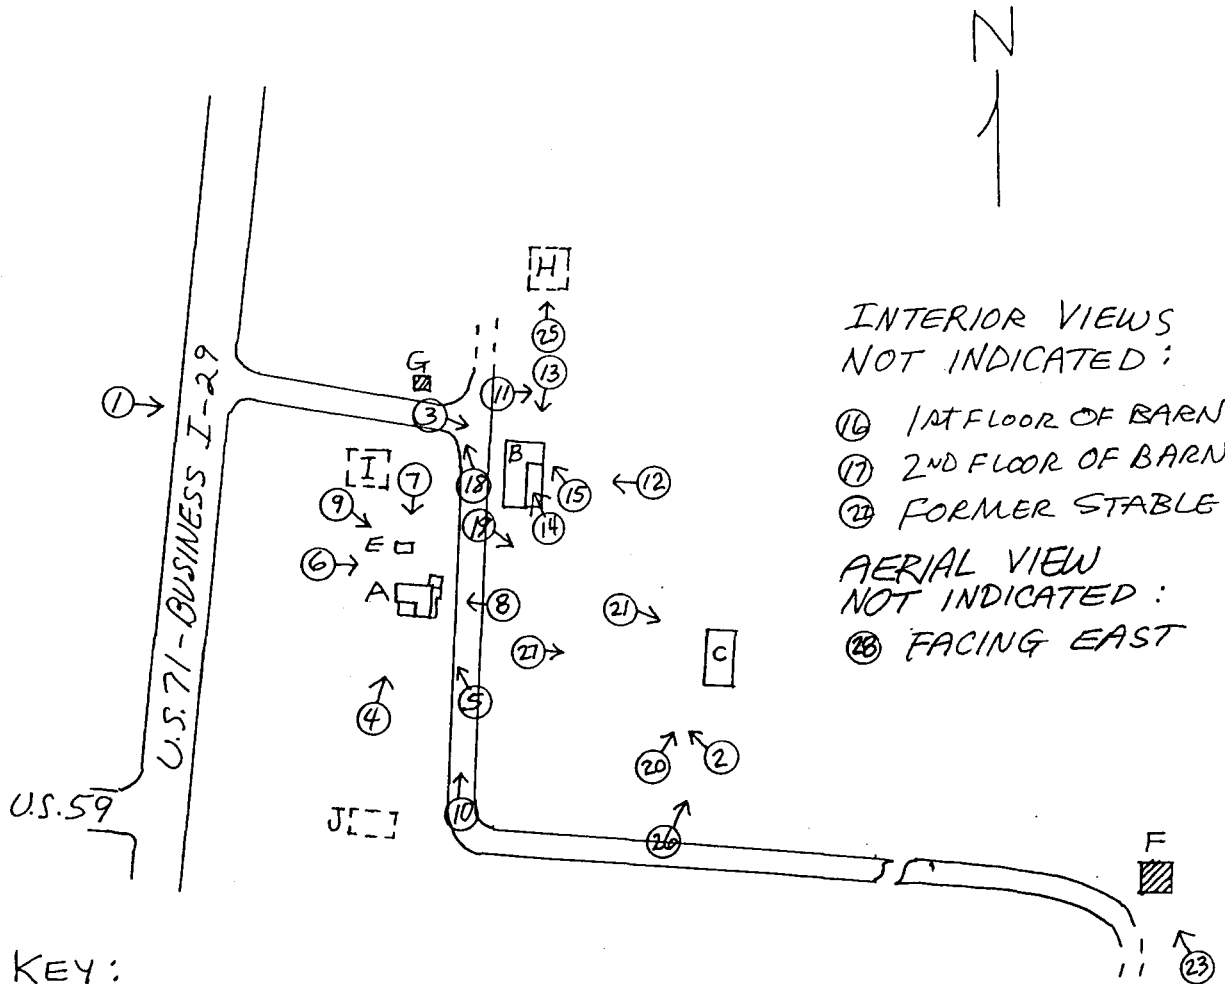 N
H
25
13
G
11
1
3
B
I
7
18
15
12
9
19
14
E
6
A
8
21
27
C
5
4
20
2
U.S. 71 - BUSINESS I-29
U.S. 59
J
10
26
F
23
INTERIOR VIEWS
NOT INDICATED :
16 1ST FLOOR OF BARN
17 2ND FLOOR OF BARN
22 FORMER STABLE
AERIAL VIEW
NOT INDICATED :
28 FACING EAST
KEY :